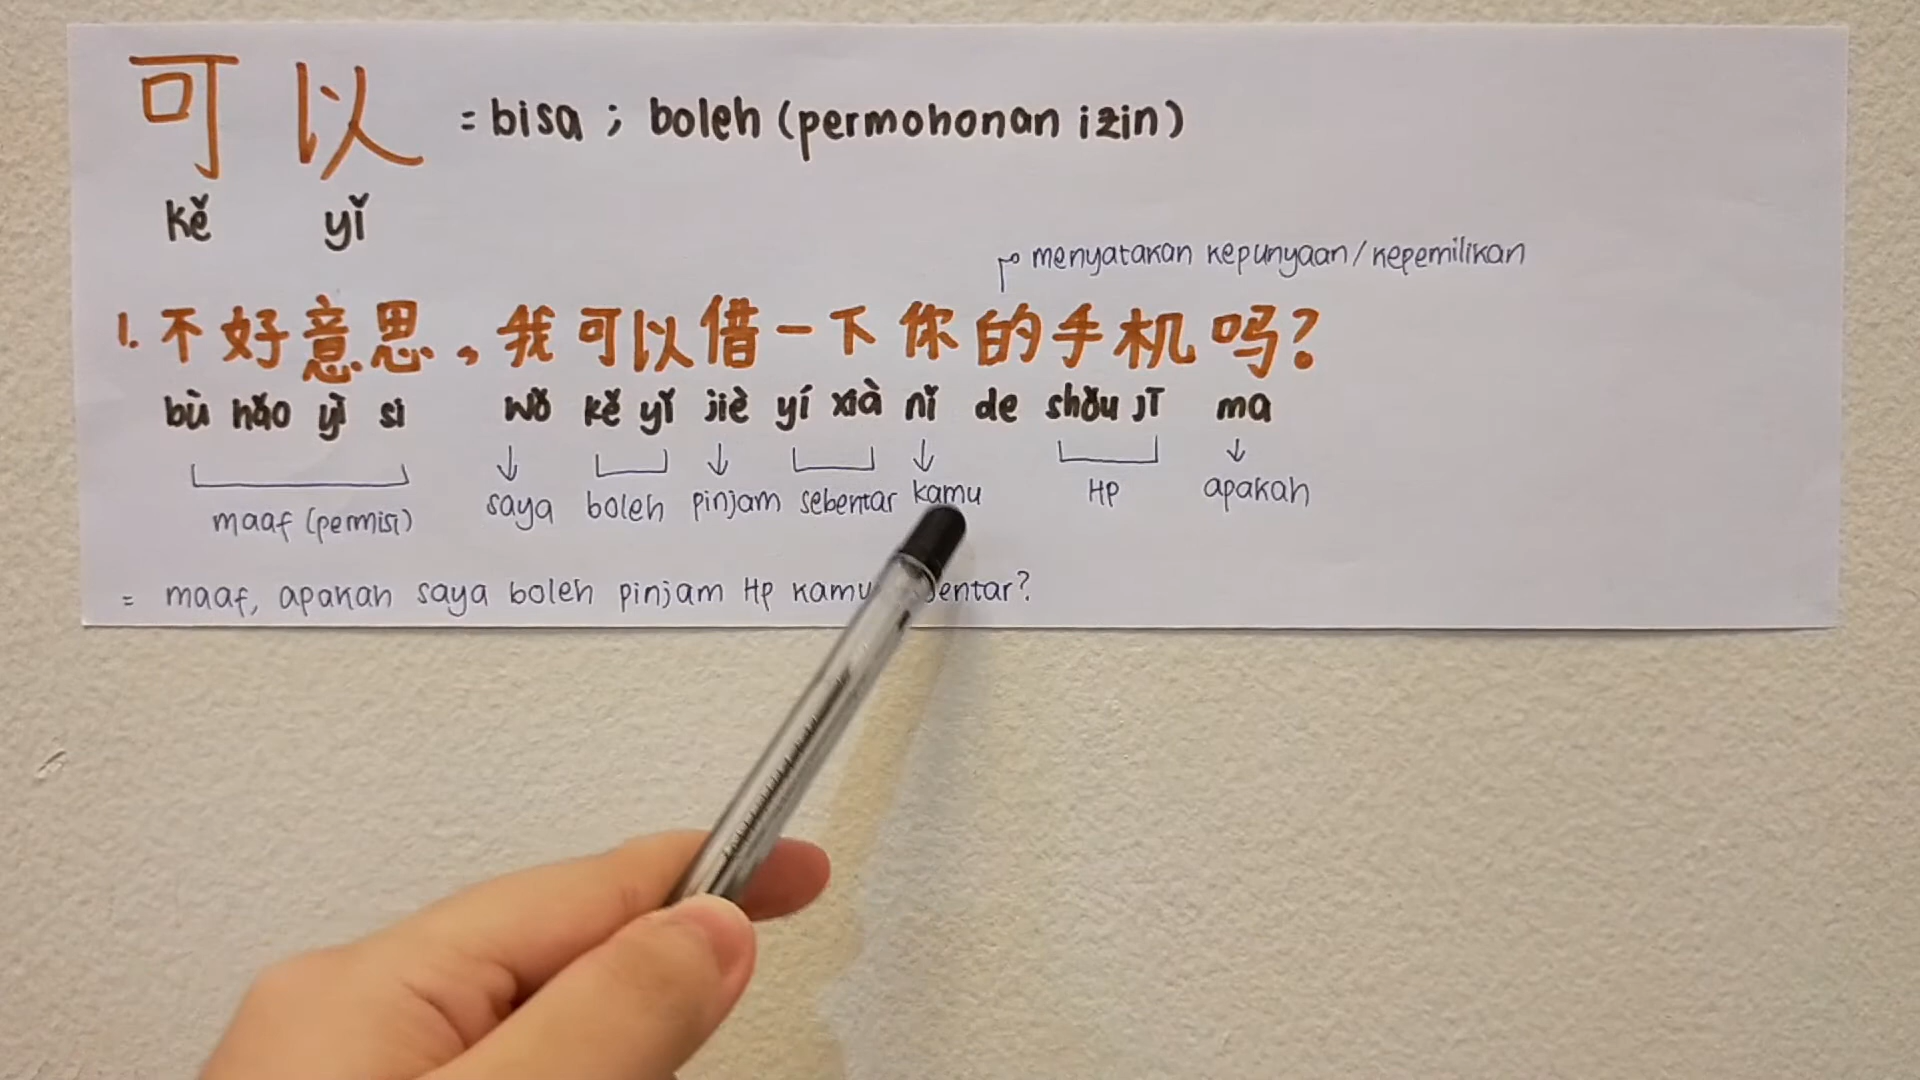 可以 = bisa ; boleh (permohonan izin)
kě yǐ
menyatakan kepunyaan/kepemilikan
1. 不好意思，我可以借一下你的手机吗?
bù hǎo yì si wǒ kě yǐ jiè yí xià nǐ de shǒu jī ma
maaf (permisi) saya boleh pinjam sebentar kamu HP apakah
= maaf, apakah saya boleh pinjam HP kamu entar?